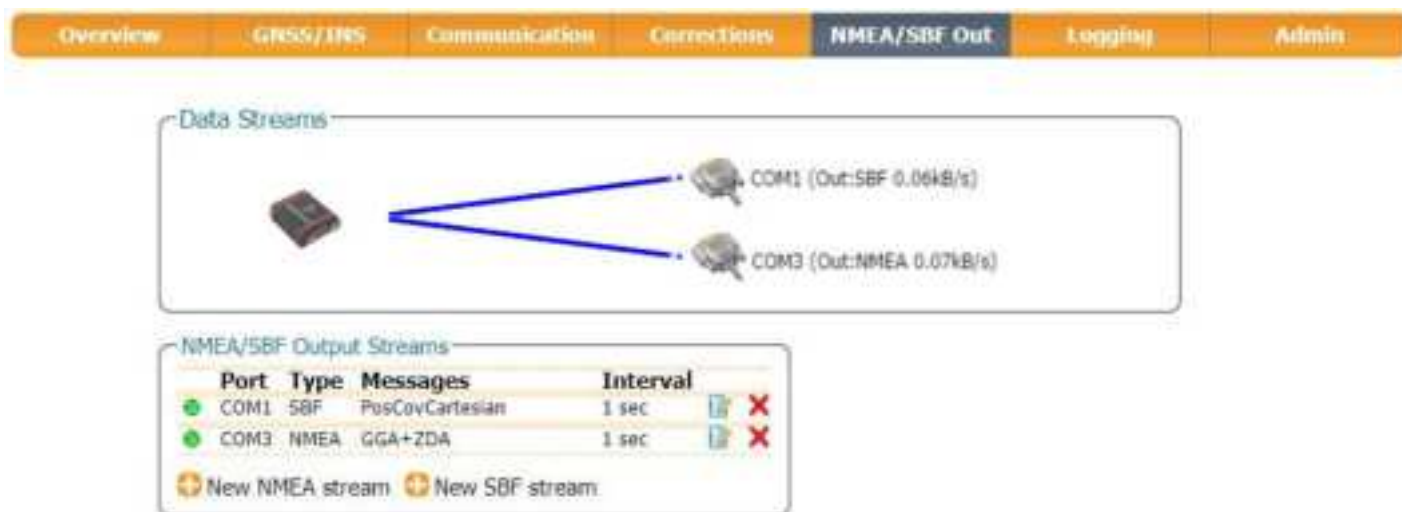 Overview GNSS/INS Communication Corrections NMEA/SBF Out Logging Admin
Data Streams
COM1 (Out:SBF 0.06kB/s)
COM3 (Out:NMEA 0.07kB/s)
NMEA/SBF Output Streams
Port Type Messages Interval
COM1 SBF PosCovCartesian 1 sec
COM3 NMEA GGA+ZDA 1 sec
New NMEA stream New SBF stream